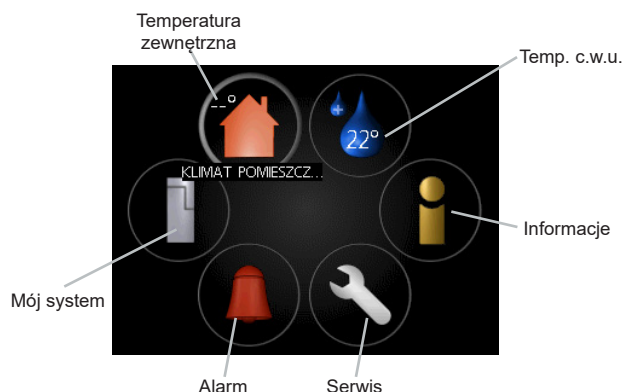 Temperatura
zewnętrzna
Temp. c.w.u.
--°
22°
KLIMAT POMIESZCZ...
Informacje
Mój system
Alarm
Serwis